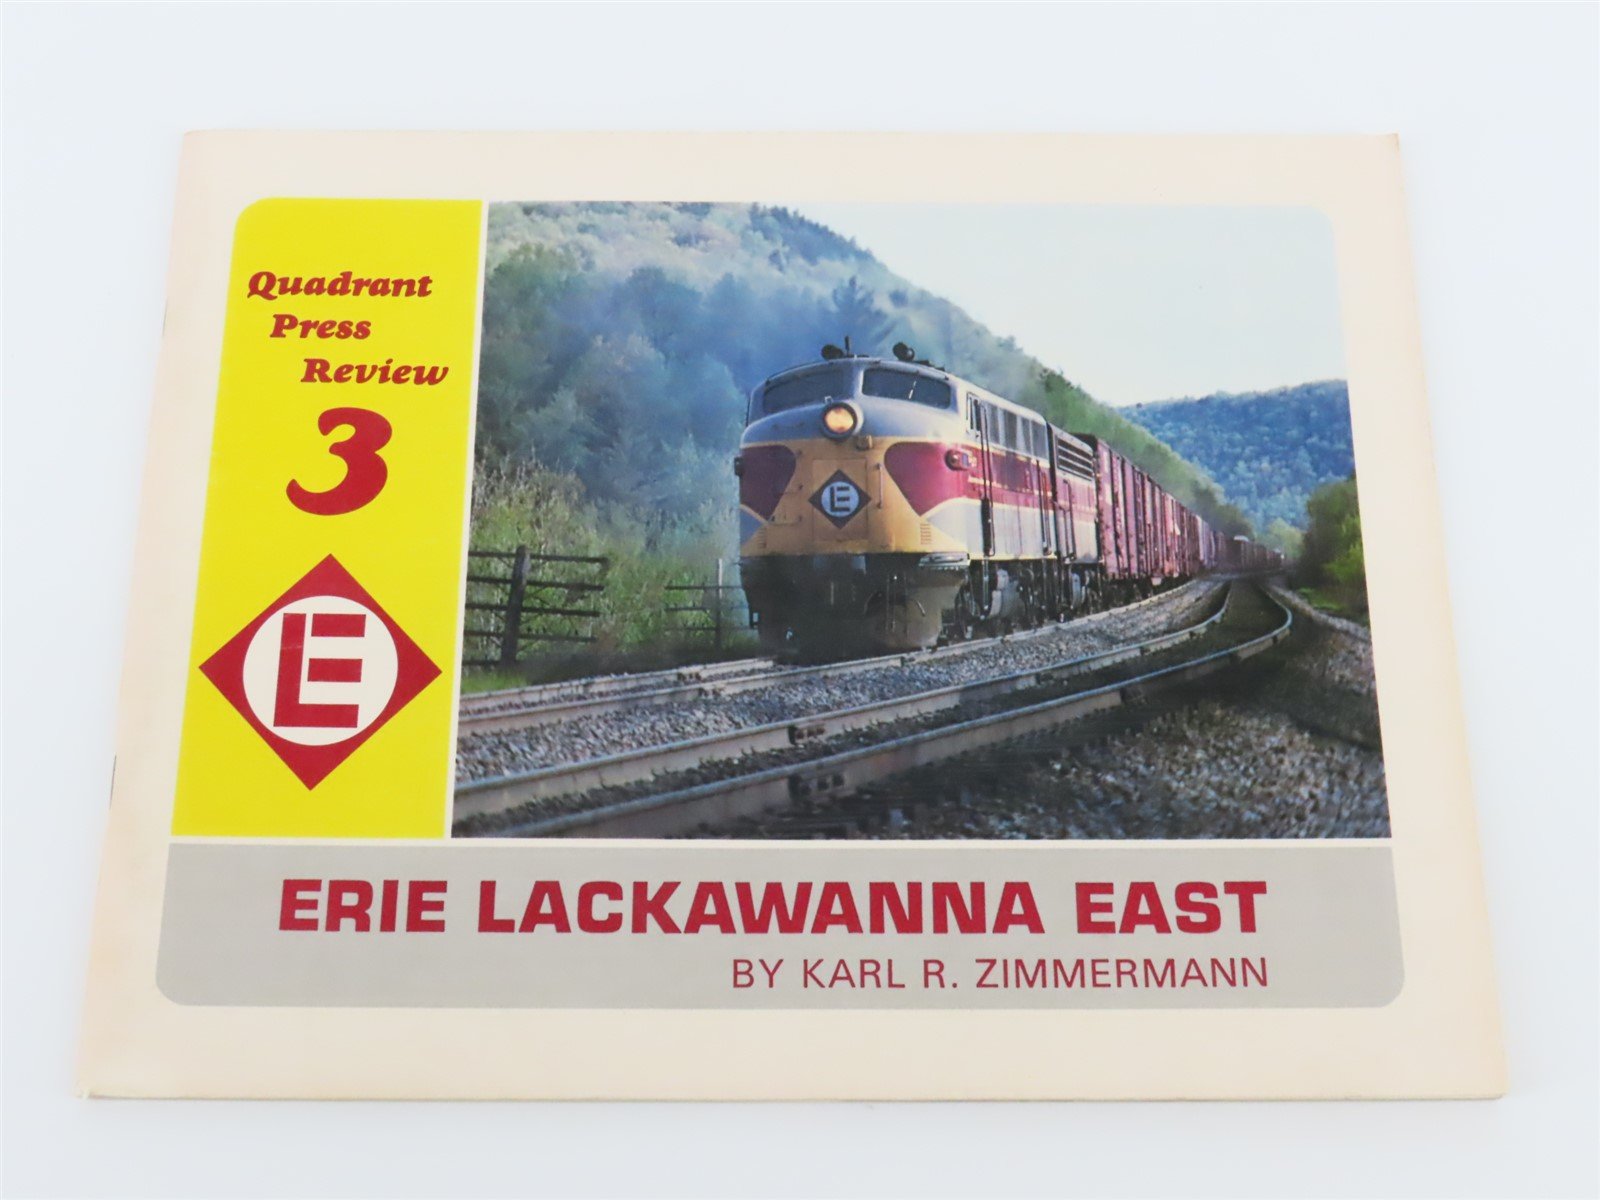 Quadrant
Press
Review
3
E
E
ERIE LACKAWANNA EAST
BY KARL R. ZIMMERMANN